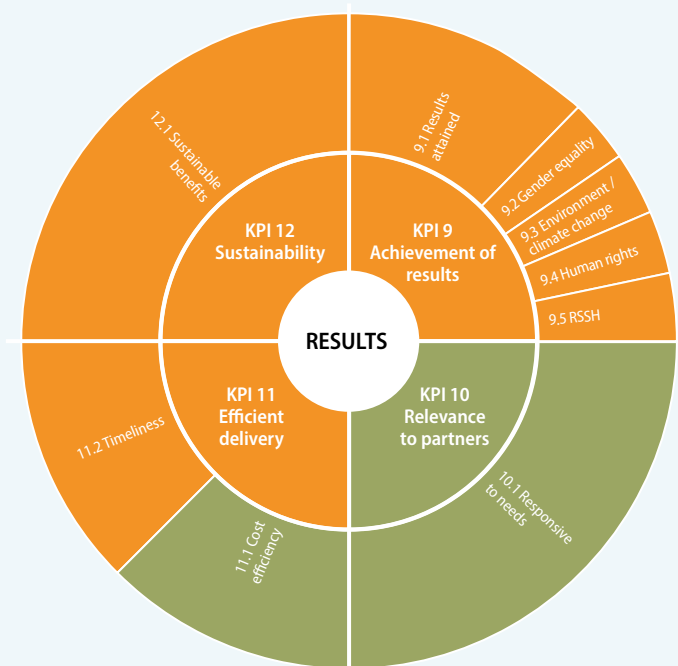 RESULTS
KPI 9
Achievement of
results
9.1 Results
attained
9.2 Gender equality
9.3 Environment /
climate change
9.4 Human rights
9.5 RSSH
KPI 10
Relevance
to partners
10.1 Responsive
to needs
KPI 11
Efficient
delivery
11.1 Cost
efficiency
11.2 Timeliness
KPI 12
Sustainability
12.1 Sustainable
benefits